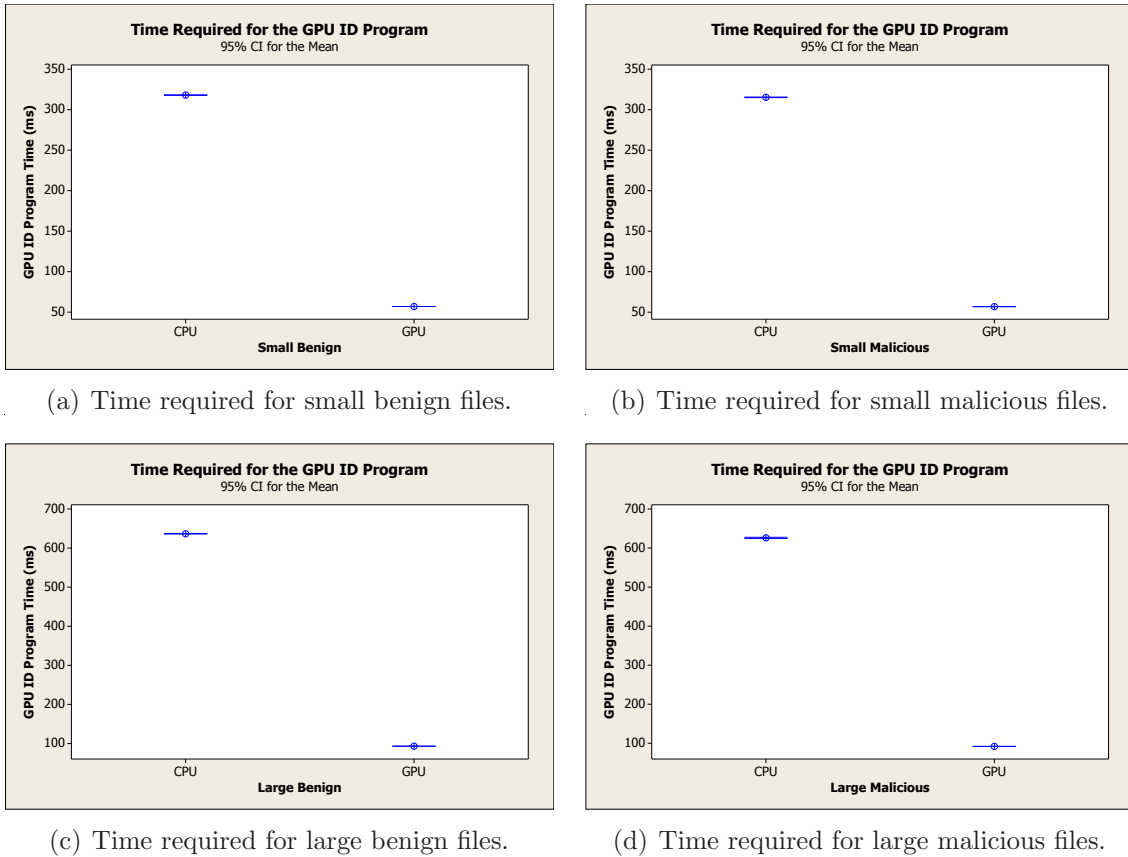 Time Required for the GPU ID Program
95% CI for the Mean
350
300
250
200
150
100
50
GPU ID Program Time (ms)
CPU
GPU
Small Benign
(a) Time required for small benign files.
Time Required for the GPU ID Program
95% CI for the Mean
350
300
250
200
150
100
50
GPU ID Program Time (ms)
CPU
GPU
Small Malicious
(b) Time required for small malicious files.
Time Required for the GPU ID Program
95% CI for the Mean
700
600
500
400
300
200
100
GPU ID Program Time (ms)
CPU
GPU
Large Benign
(c) Time required for large benign files.
Time Required for the GPU ID Program
95% CI for the Mean
700
600
500
400
300
200
100
GPU ID Program Time (ms)
CPU
GPU
Large Malicious
(d) Time required for large malicious files.